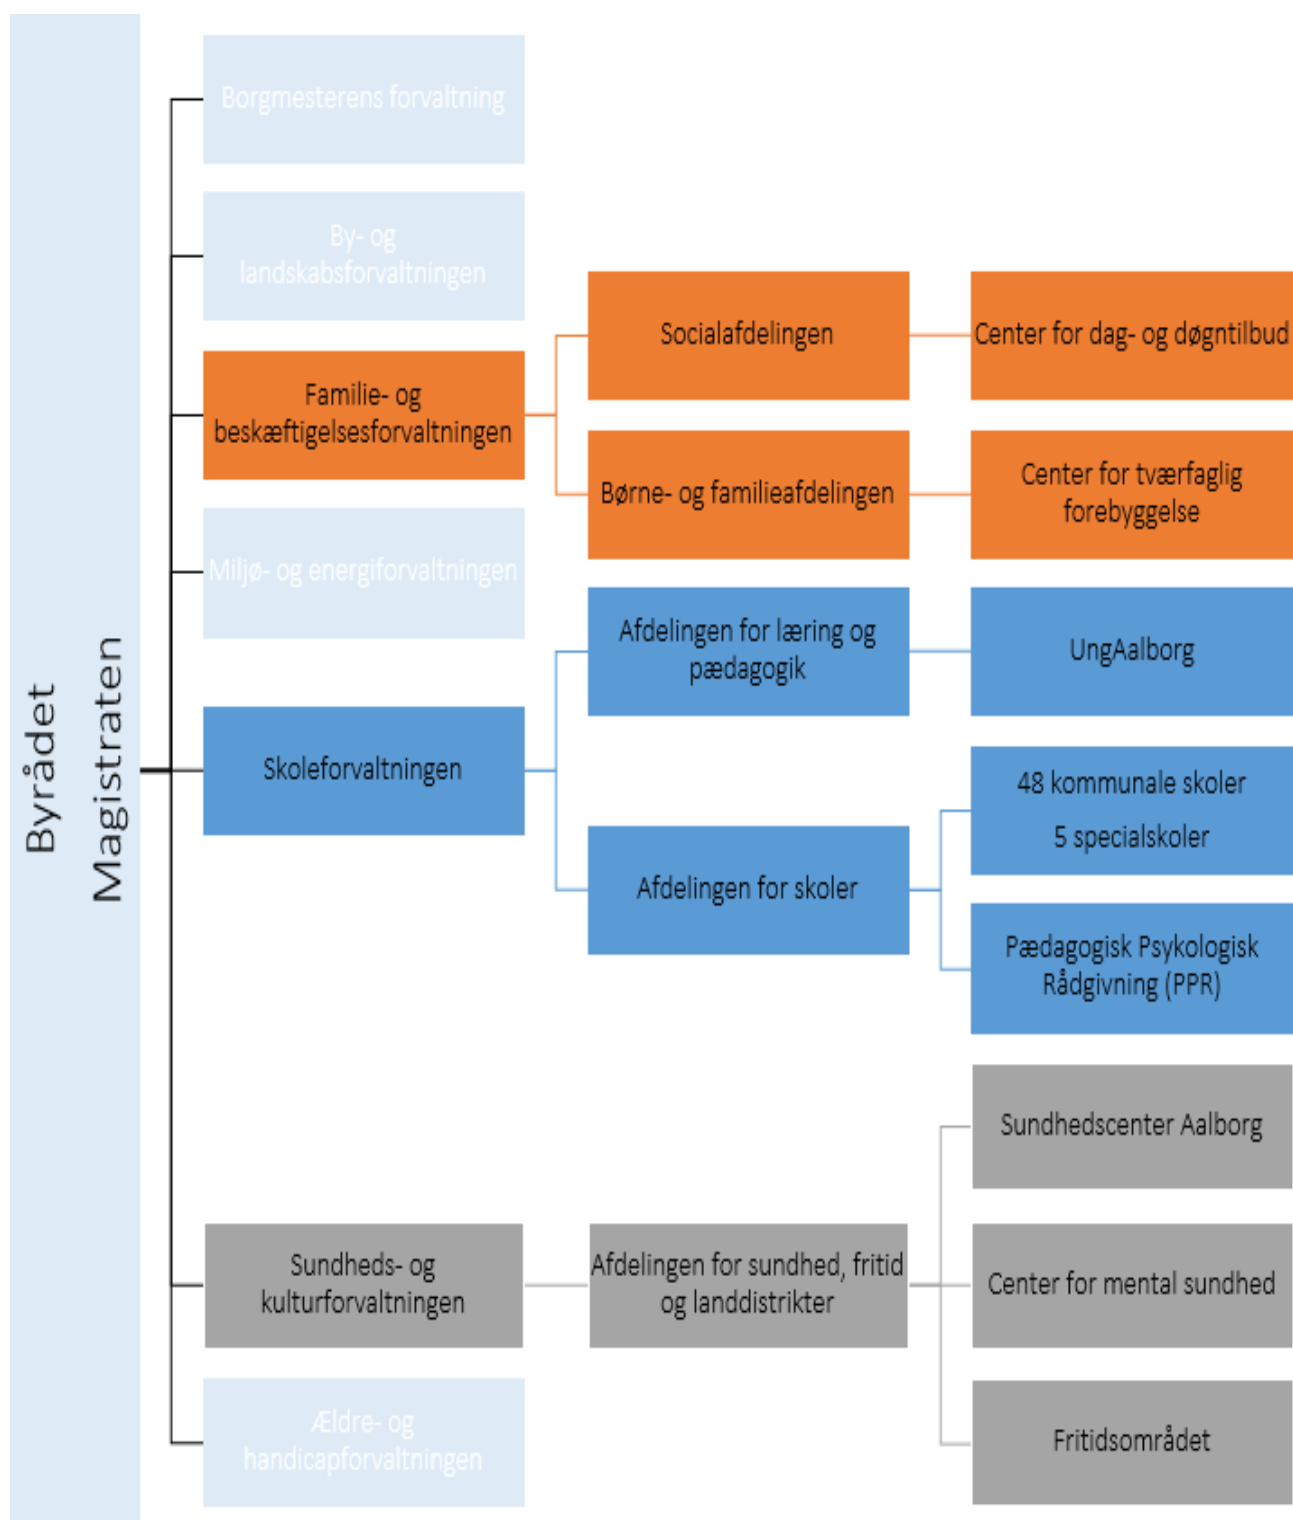 Byrådet
Magistraten
Borgmesterens forvaltning
By- og
landskabsforvaltningen
Familie- og
beskæftigelsesforvaltningen
Socialafdelingen
Center for dag- og døgntilbud
Børne- og familieafdelingen
Center for tværfaglig
forebyggelse
Miljø- og energiforvaltningen
Skoleforvaltningen
Afdelingen for læring og
pædagogik
UngAalborg
Afdelingen for skoler
48 kommunale skoler
5 specialskoler
Pædagogisk Psykologisk
Rådgivning (PPR)
Sundheds- og
kulturforvaltningen
Afdelingen for sundhed, fritid
og landdistrikter
Sundhedscenter Aalborg
Center for mental sundhed
Fritidsområdet
Ældre- og
handicapforvaltningen